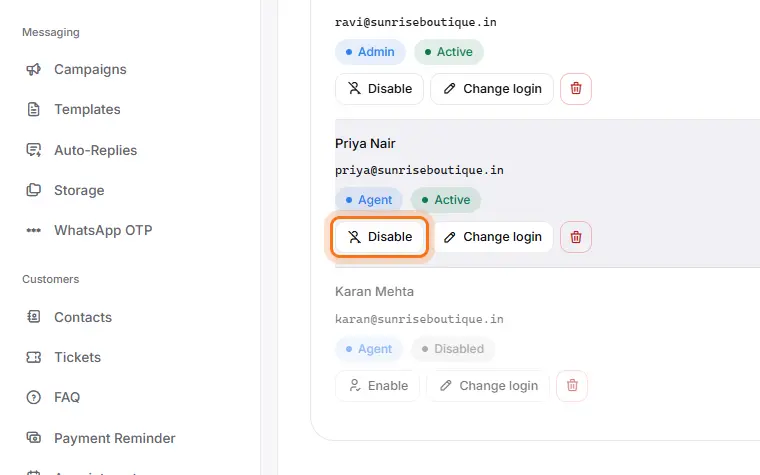 Messaging
Campaigns
Templates
Auto-Replies
Storage
WhatsApp OTP
Customers
Contacts
Tickets
FAQ
Payment Reminder
ravi@sunriseboutique.in
Admin Active
Disable Change login
Priya Nair
priya@sunriseboutique.in
Agent Active
Disable Change login
Karan Mehta
karan@sunriseboutique.in
Agent Disabled
Enable Change login